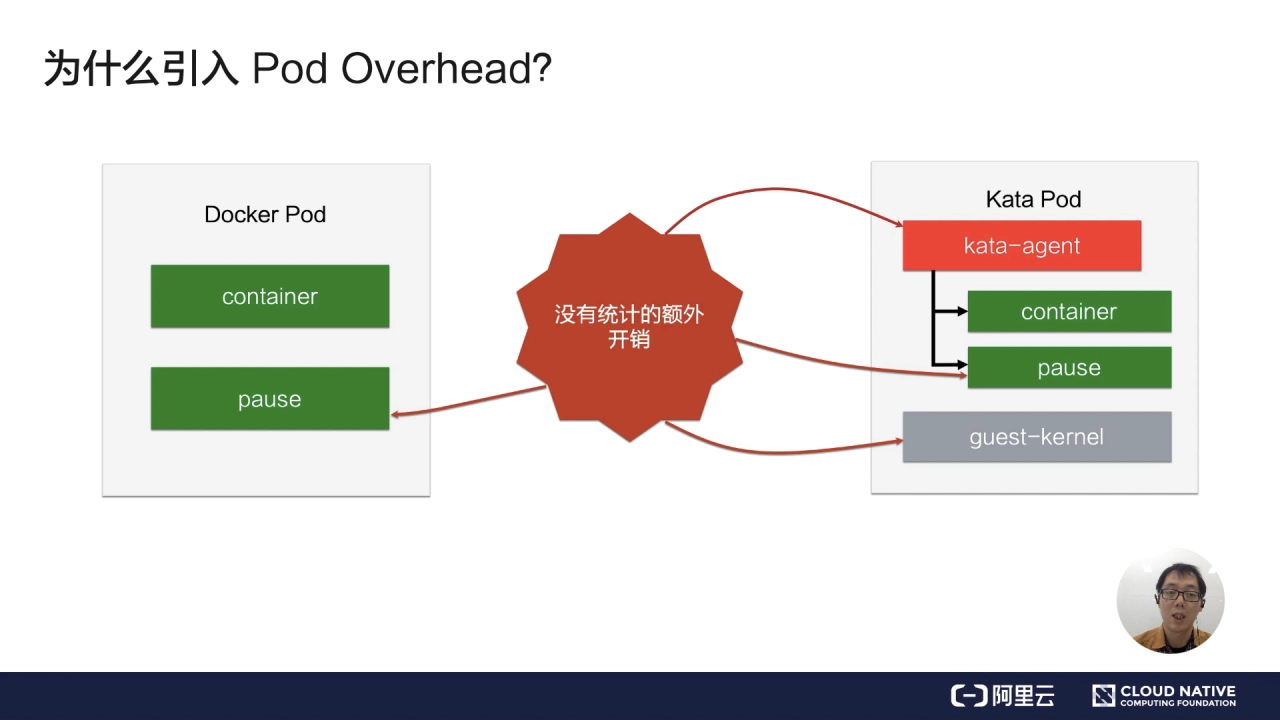 为什么引入 Pod Overhead?
Docker Pod
container
pause
没有统计的额外
开销
Kata Pod
kata-agent
container
pause
guest-kernel
阿里云
CLOUD NATIVE
COMPUTING FOUNDATION